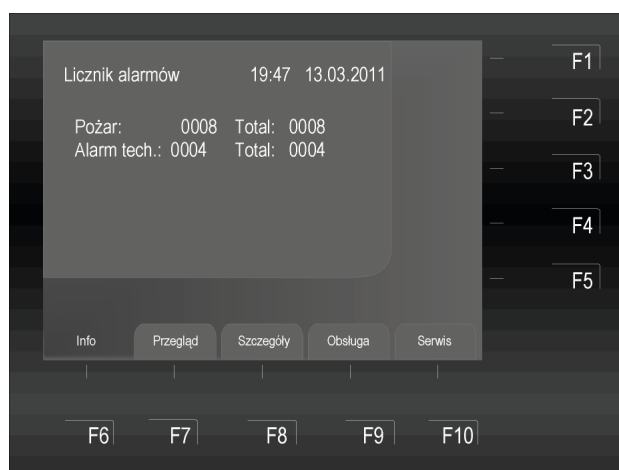 Licznik alarmów 19:47 13.03.2011
Pożar: 0008 Total: 0008
Alarm tech.: 0004 Total: 0004
F1
F2
F3
F4
F5
Info Przegląd Szczegóły Obsługa Serwis
F6 F7 F8 F9 F10